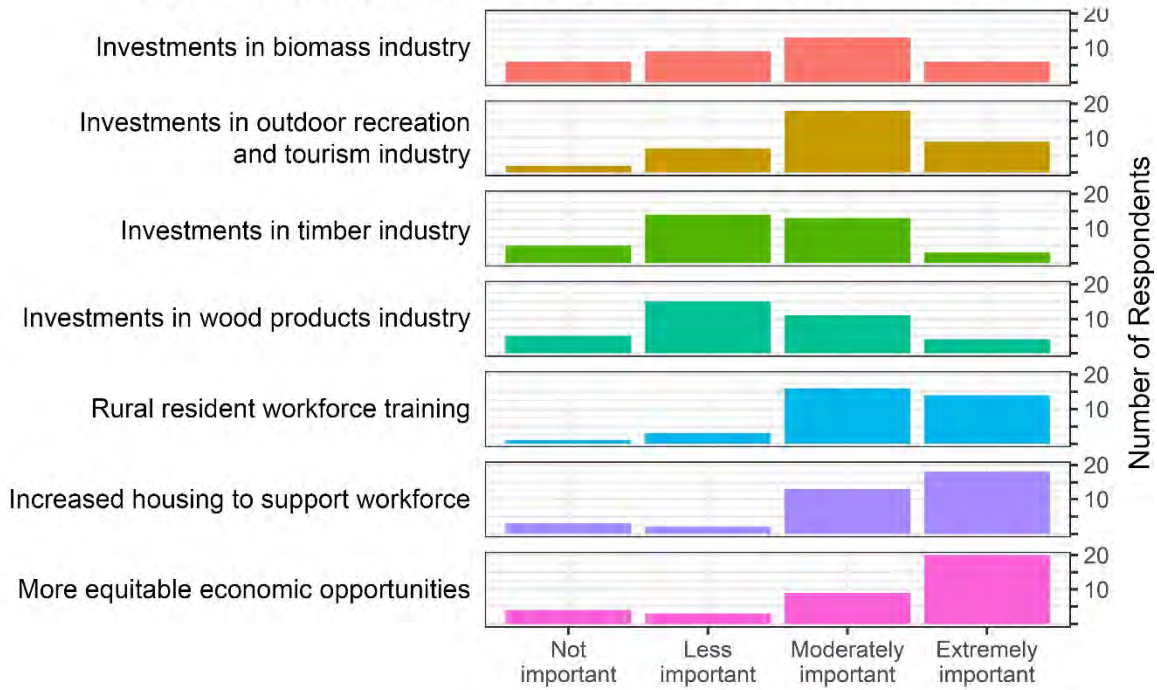 Investments in biomass industry
20
10
Investments in outdoor recreation
and tourism industry
20
10
Investments in timber industry
20
10
Investments in wood products industry
20
10
Rural resident workforce training
20
10
Increased housing to support workforce
20
10
More equitable economic opportunities
20
10
Number of Respondents
Not
important
Less
important
Moderately
important
Extremely
important